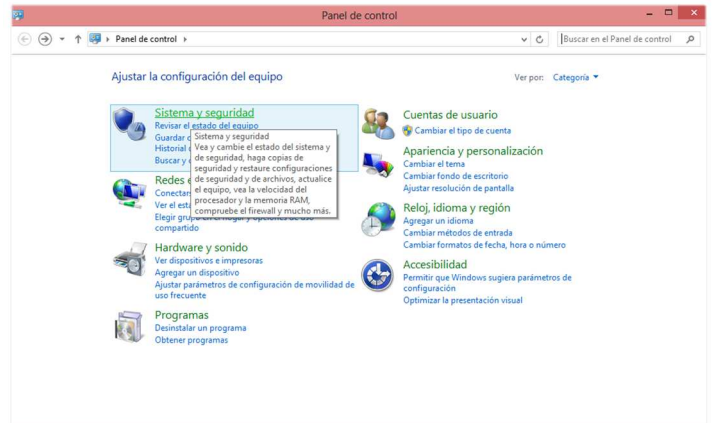 Panel de control
Panel de control
Buscar en el Panel de control
Ajustar la configuración del equipo
Ver por: Categoría
Sistema y seguridad
Revisar el estado del equipo
Guardar
Historial
Buscar y
Sistema y seguridad
Vea y cambie el estado del sistema y
de seguridad, haga copias de
seguridad y restaure configuraciones
de seguridad y de archivos, actualice
el equipo, vea la velocidad del
procesador y la memoria RAM,
compruebe el firewall y mucho más.
Redes
Ver el
Elegir
compartido
Hardware y sonido
Ver dispositivos e impresoras
Agregar un dispositivo
Ajustar parámetros de configuración de movilidad de
uso frecuente
Programas
Desinstalar un programa
Obtener programas
Cuentas de usuario
Cambiar el tipo de cuenta
Apariencia y personalización
Cambiar el tema
Cambiar fondo de escritorio
Ajustar resolución de pantalla
Reloj, idioma y región
Agregar un idioma
Cambiar métodos de entrada
Cambiar formatos de fecha, hora o número
Accesibilidad
Permitir que Windows sugiera parámetros de
configuración
Optimizar la presentación visual